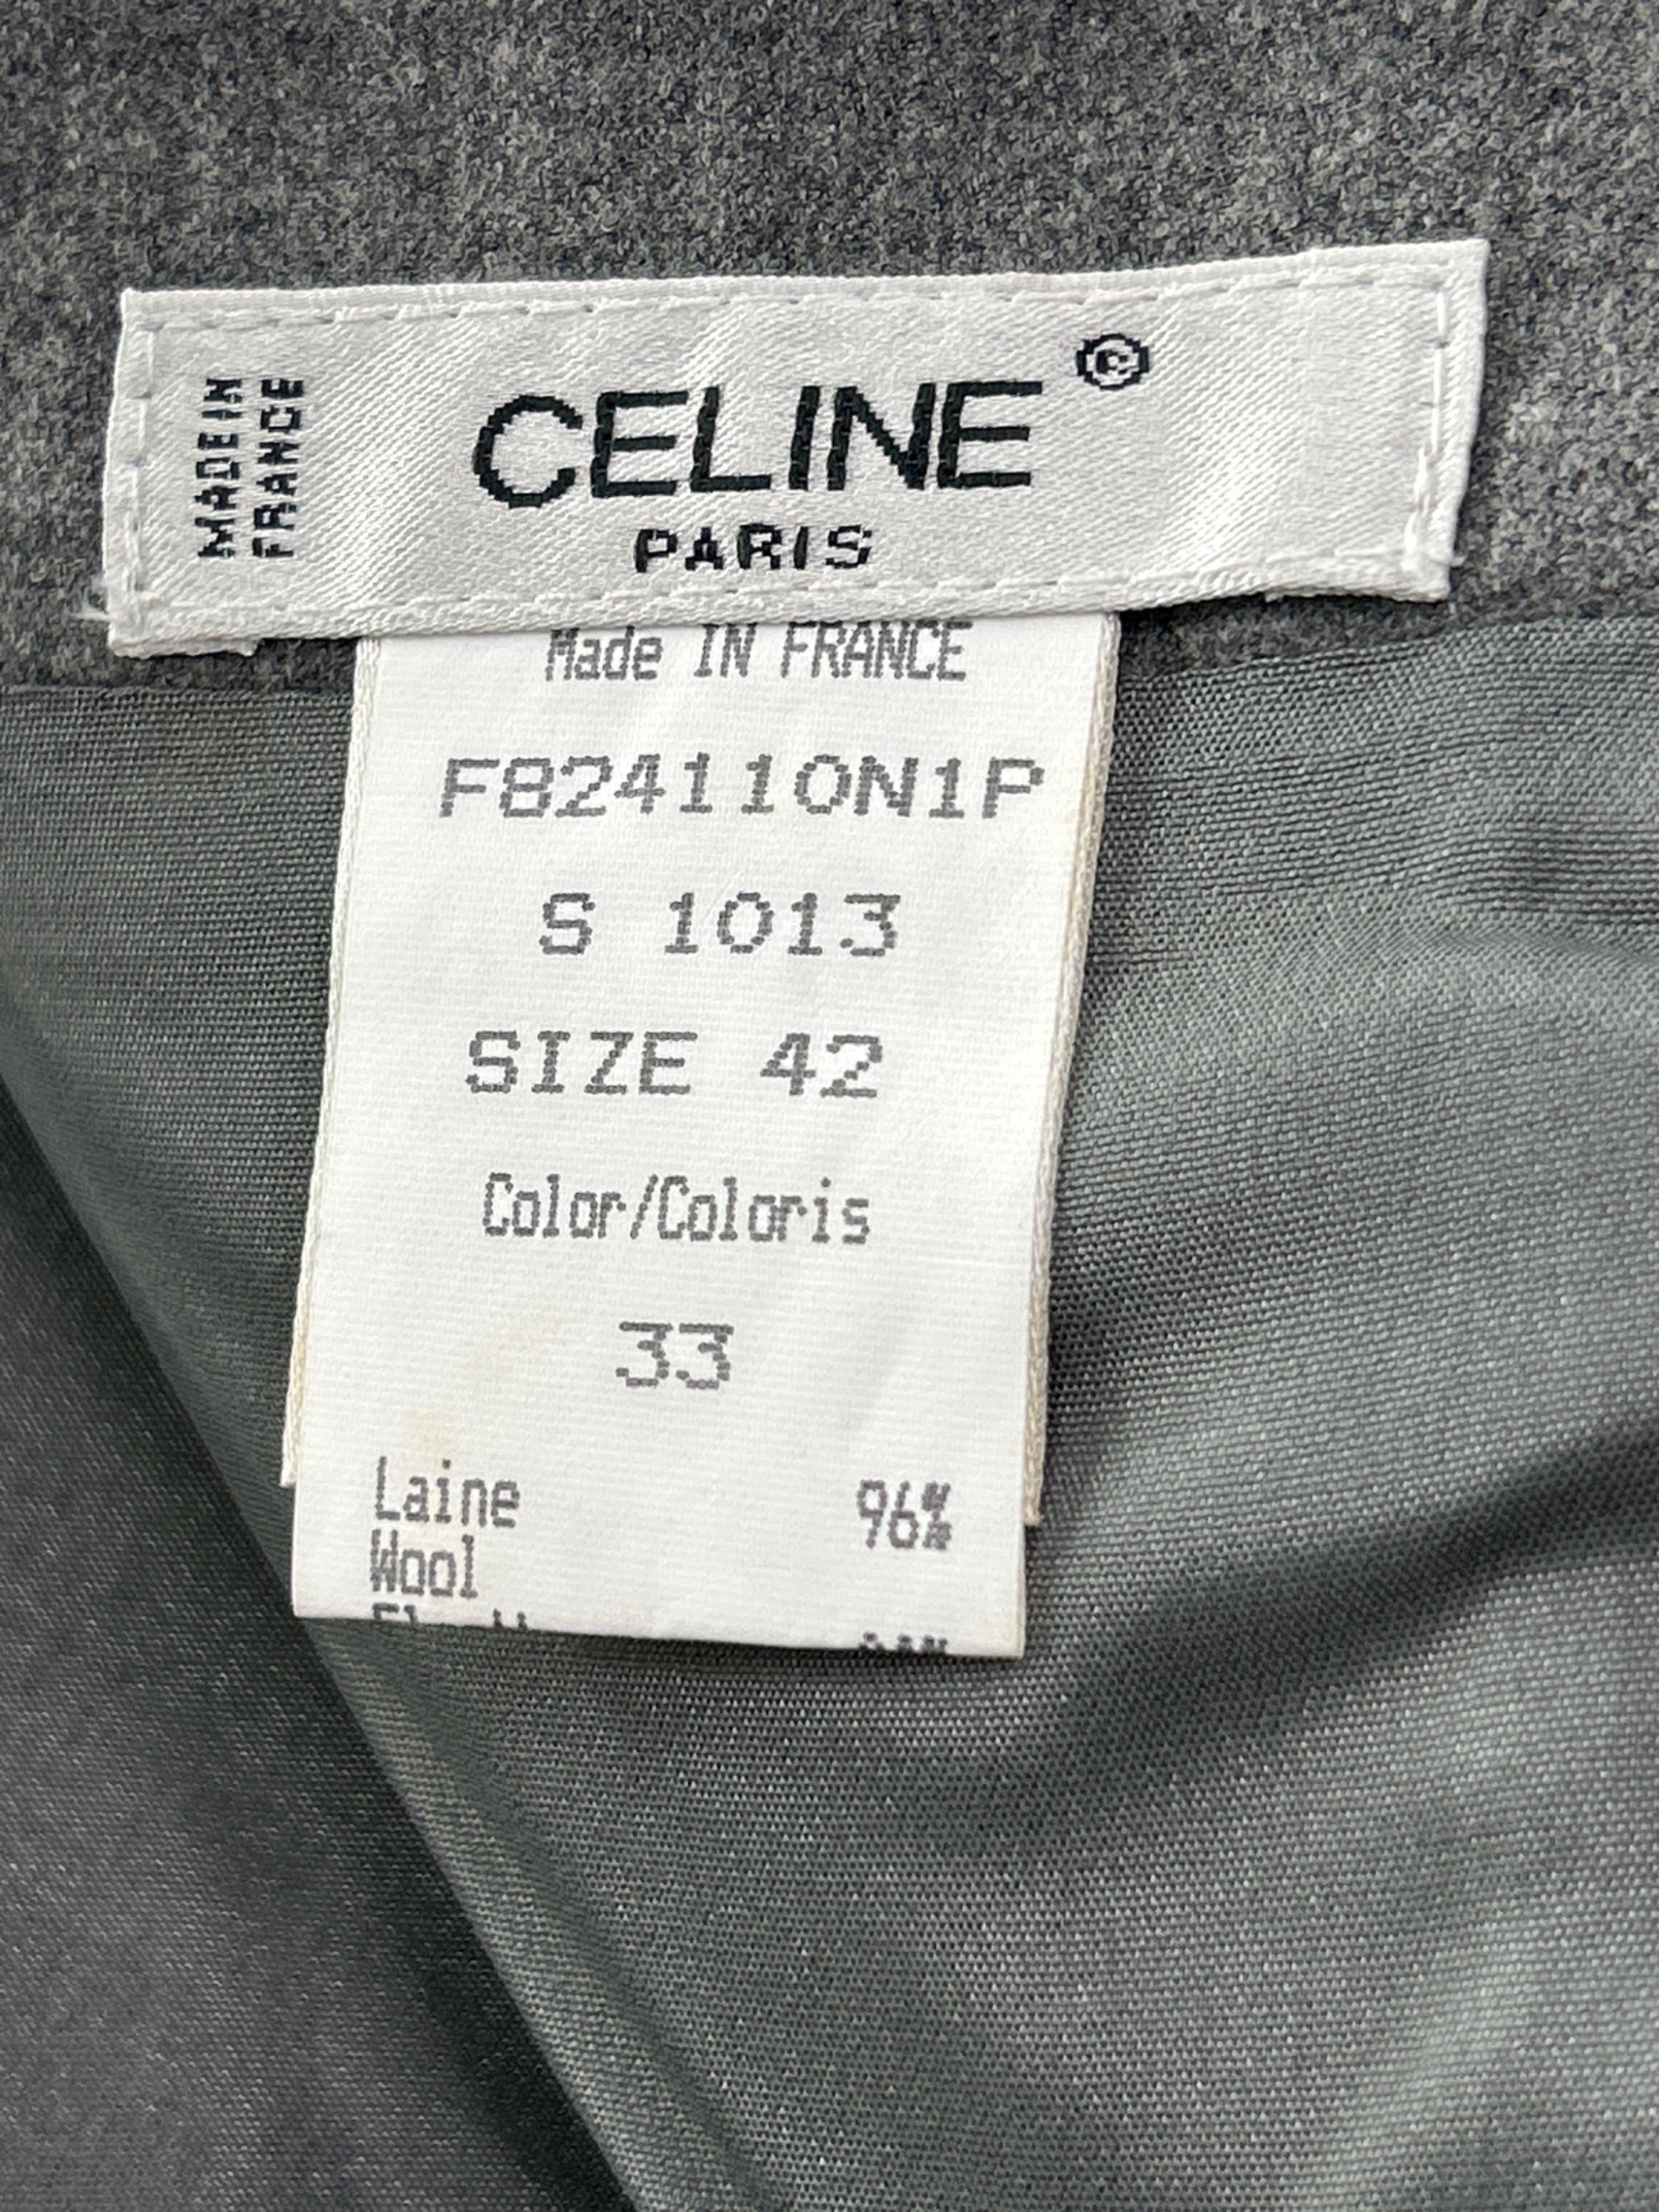 MADE IN
FRANCE
CELINE®
PARIS
Made IN FRANCE
F824110N1P
S 1013
SIZE 42
Color/Coloris
33
Laine 96%
Wool